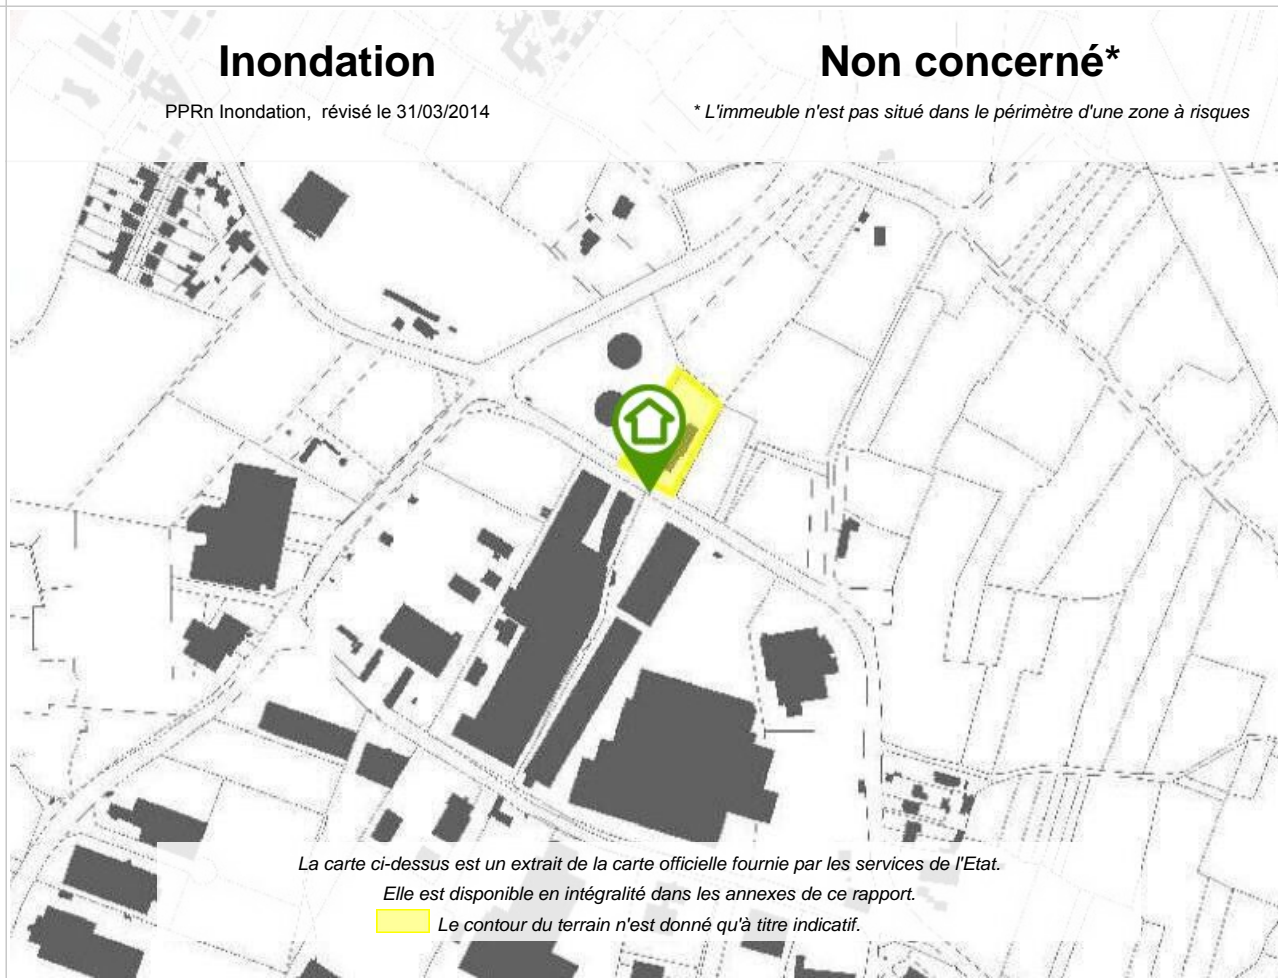 Inondation
Non concerné*
PPRn Inondation, révisé le 31/03/2014
* L'immeuble n'est pas situé dans le périmètre d'une zone à risques
La carte ci-dessus est un extrait de la carte officielle fournie par les services de l'Etat.
Elle est disponible en intégralité dans les annexes de ce rapport.
Le contour du terrain n'est donné qu'à titre indicatif.